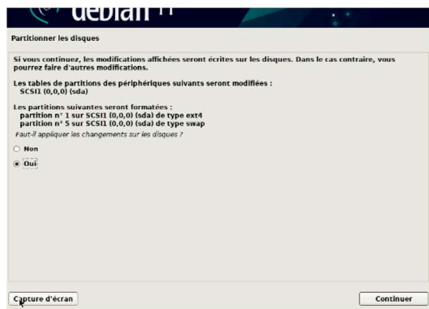 debian 11
Partitionner les disques
Si vous continuez, les modifications affichées seront écrites sur les disques. Dans le cas contraire, vous
pourrez faire d'autres modifications.
Les tables de partitions des périphériques suivants seront modifiées :
SCSI1 (0,0,0) (sda)
Les partitions suivantes seront formatées :
partition n° 1 sur SCSI1 (0,0,0) (sda) de type ext4
partition n° 5 sur SCSI1 (0,0,0) (sda) de type swap
Faut-il appliquer les changements sur les disques ?
Non
Oui
Capture d'écran
Continuer